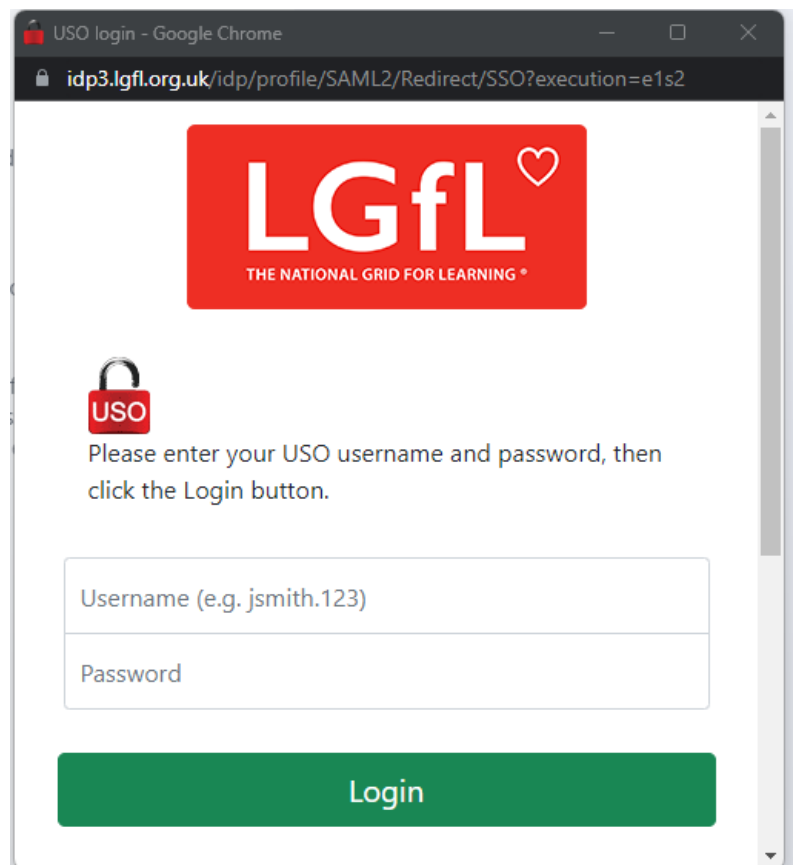 USO login - Google Chrome
idp3.lgfl.org.uk/idp/profile/SAML2/Redirect/SSO?execution=e1s2
LGfL
THE NATIONAL GRID FOR LEARNING ®
USO
Please enter your USO username and password, then
click the Login button.
Username (e.g. jsmith.123)
Password
Login